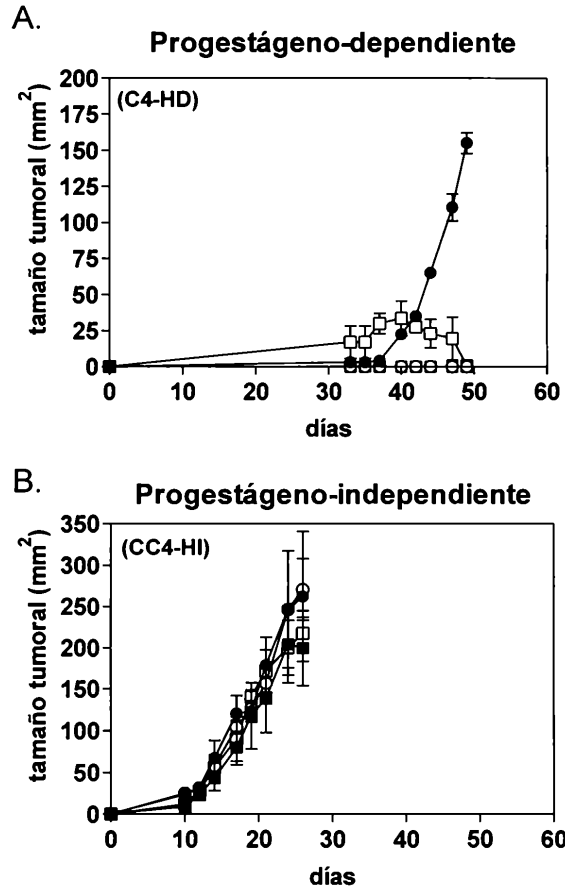 A.
Progestágeno-dependiente
(C4-HD)
tamaño tumoral (mm²)
200
175
150
125
100
75
50
25
0
0 10 20 30 40 50 60
días
B.
Progestágeno-independiente
(CC4-HI)
tamaño tumoral (mm²)
350
300
250
200
150
100
50
0
0 10 20 30 40 50 60
días